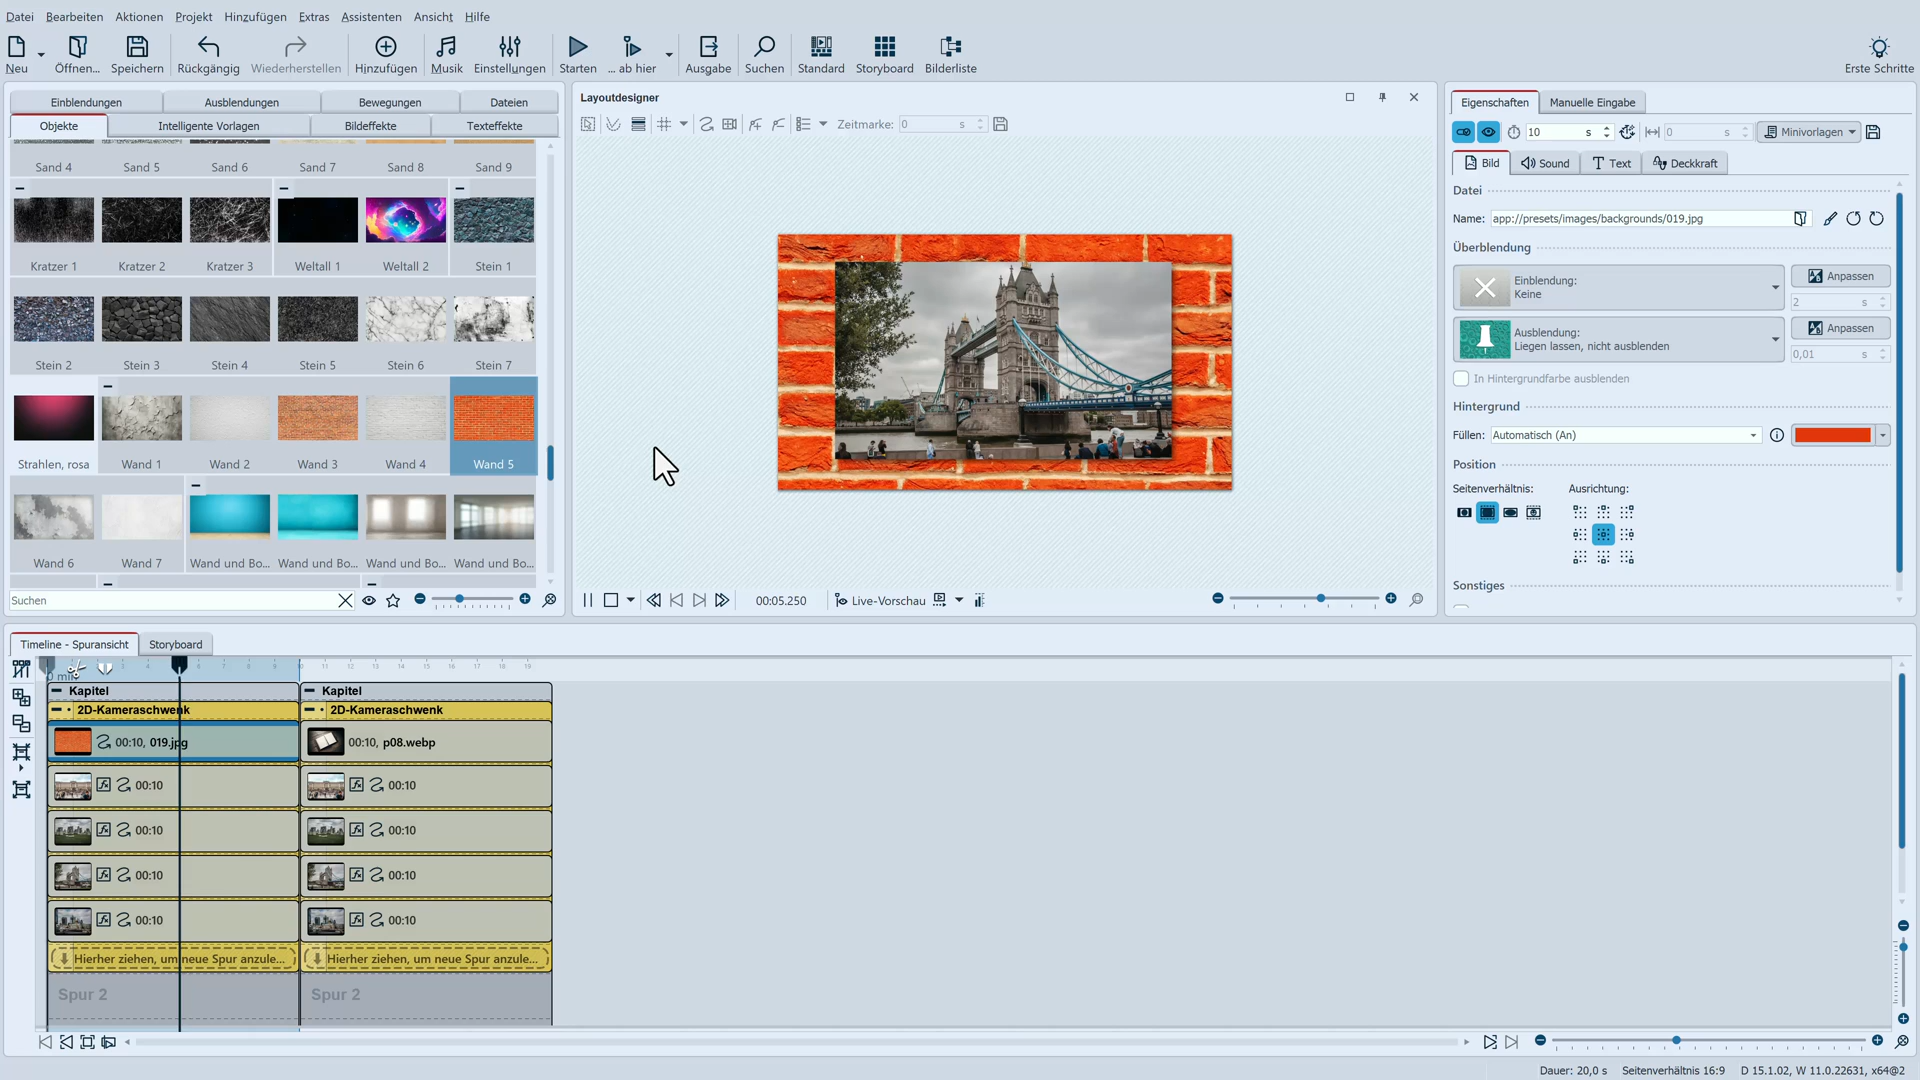 Datei Bearbeiten Aktionen Projekt Hinzufügen Extras Assistenten Ansicht Hilfe
Neu Öffnen... Speichern Rückgängig Wiederherstellen Hinzufügen Musik Einstellungen Starten ... ab hier Ausgabe Suchen Standard Storyboard Bilderliste Erste Schritte
Einblendungen Ausblendungen Bewegungen Dateien
Objekte Intelligente Vorlagen Bildeffekte Texteffekte
Sand 4 Sand 5 Sand 6 Sand 7 Sand 8 Sand 9
Kratzer 1 Kratzer 2 Kratzer 3 Weltall 1 Weltall 2 Stein 1
Stein 2 Stein 3 Stein 4 Stein 5 Stein 6 Stein 7
Strahlen, rosa Wand 1 Wand 2 Wand 3 Wand 4 Wand 5
Wand 6 Wand 7 Wand und Bo... Wand und Bo... Wand und Bo... Wand und Bo...
Suchen
Layoutdesigner
Zeitmarke: 0 s
00:05.250 Live-Vorschau
Eigenschaften Manuelle Eingabe
10 s 0 s Minivorlagen
Bild Sound Text Deckkraft
Datei
Name: app://presets/images/backgrounds/019.jpg
Überblendung
Einblendung:
Keine
Anpassen
2 s
Ausblendung:
Liegen lassen, nicht ausblenden
Anpassen
0,01 s
In Hintergrundfarbe ausblenden
Hintergrund
Füllen: Automatisch (An)
Position
Seitenverhältnis: Ausrichtung:
Sonstiges
Timeline - Spuransicht Storyboard
0 min
Kapitel Kapitel
2D-Kameraschwenk 2D-Kameraschwenk
00:10, 019.jpg 00:10, p08.webp
00:10 00:10
00:10 00:10
00:10 00:10
00:10 00:10
Hierher ziehen, um neue Spur anzule... Hierher ziehen, um neue Spur anzule...
Spur 2 Spur 2
Dauer: 20,0 s Seitenverhältnis 16:9 D 15.1.02, W 11.0.22631, x64@2